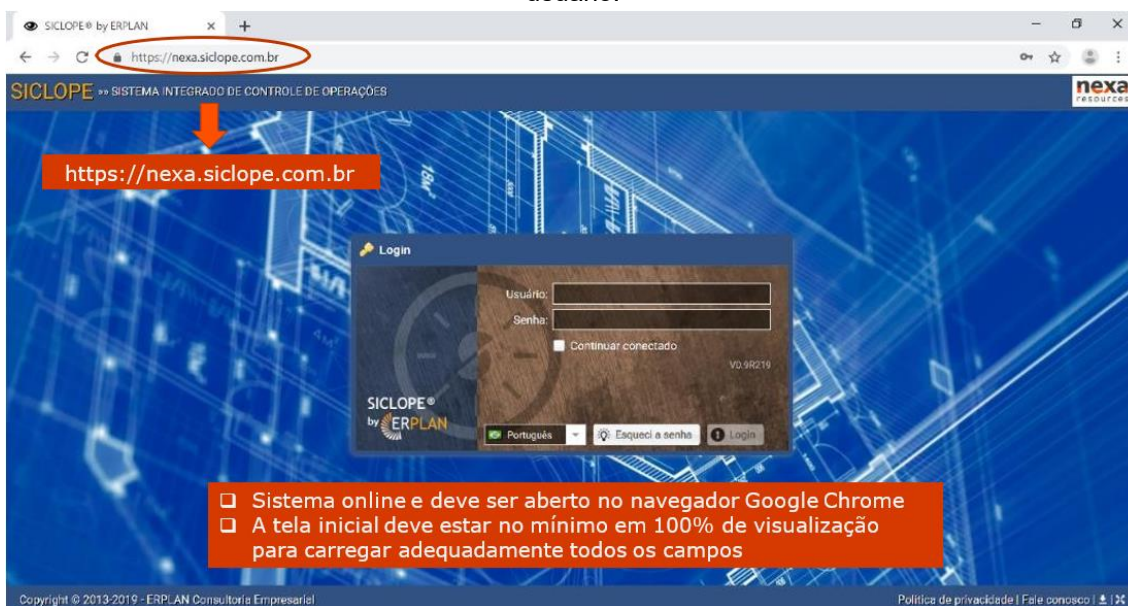 usuário.
SICLOPE® by ERPLAN
https://nexa.siclope.com.br
SICLOPE »» SISTEMA INTEGRADO DE CONTROLE DE OPERAÇÕES
nexa
resources
https://nexa.siclope.com.br
18M²
Login
Usuário:
Senha:
Continuar conectado
V0.9R219
SICLOPE®
by ERPLAN
Português
Esqueci a senha
Login
❑ Sistema online e deve ser aberto no navegador Google Chrome
❑ A tela inicial deve estar no mínimo em 100% de visualização
para carregar adequadamente todos os campos
Copyright © 2013-2019 - ERPLAN Consultoria Empresarial
Política de privacidade | Fale conosco |